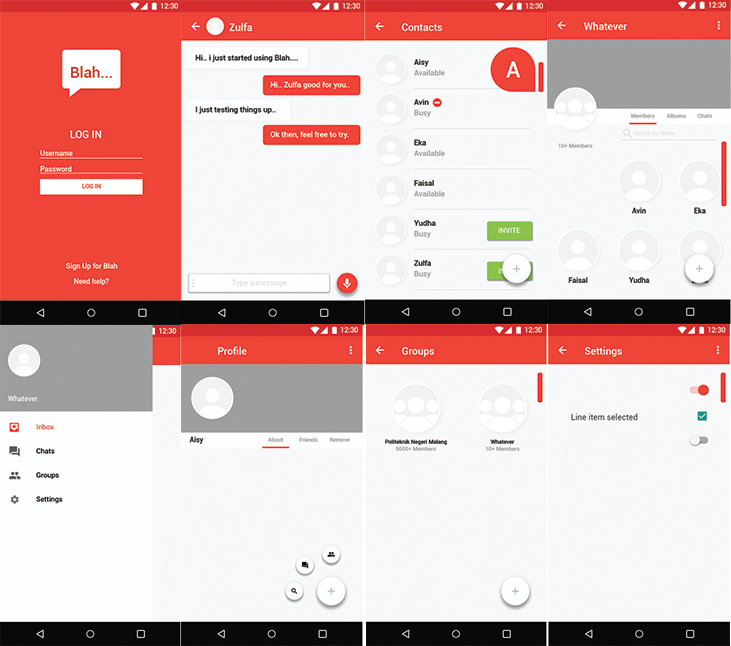 12:30
Blah...
LOG IN
Username
Password
LOG IN
Sign Up for Blah
Need help?
12:30
Zulfa
Hi.. i just started using Blah....
Hi.. Zulfa good for you..
I just testing things up..
Ok then, feel free to try.
Type a message
12:30
Contacts
A
Aisy
Available
Avin
Busy
Eka
Available
Faisal
Available
Yudha
Busy
INVITE
Zulfa
Busy
12:30
Whatever
Members Albums Chats
Search by Name
10+ Members
Avin Eka
Faisal Yudha
12:30
Whatever
Inbox
Chats
Groups
Settings
12:30
Profile
Aisy
About Friends Remove
12:30
Groups
Politeknik Negeri Malang
5000+ Members
Whatever
10+ Members
12:30
Settings
Line item selected